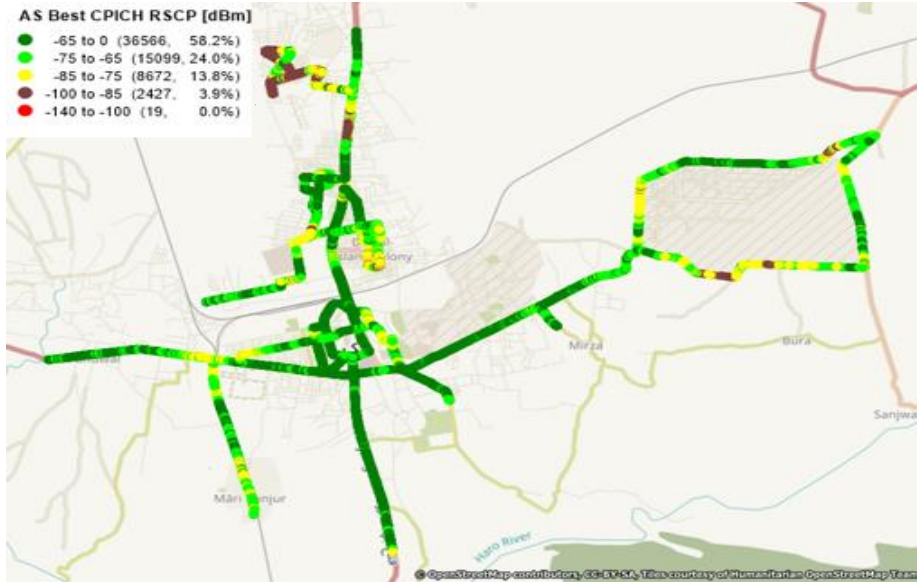 AS Best CPICH RSCP [dBm]
-65 to 0 (36566, 58.2%)
-75 to -65 (15099, 24.0%)
-85 to -75 (8672, 13.8%)
-100 to -85 (2427, 3.9%)
-140 to -100 (19, 0.0%)
Mirza
Bura
Sanjwa
Māri
Haro River
© OpenStreetMap contributors, CC-BY-SA, Tiles courtesy of Humanitarian OpenStreetMap Team